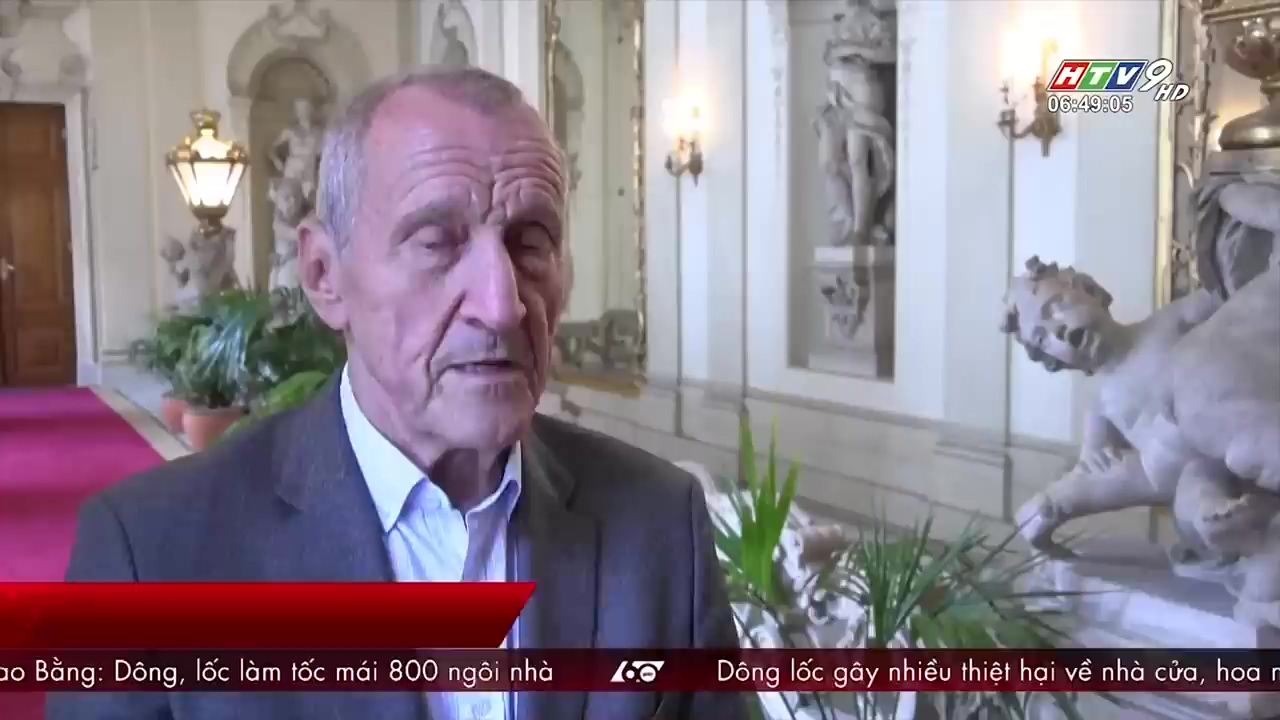 HTV9
HD
06:49:05
Bằng: Dông, lốc làm tốc mái 800 ngôi nhà
60
Dông lốc gây nhiều thiệt hại về nhà cửa, hoa